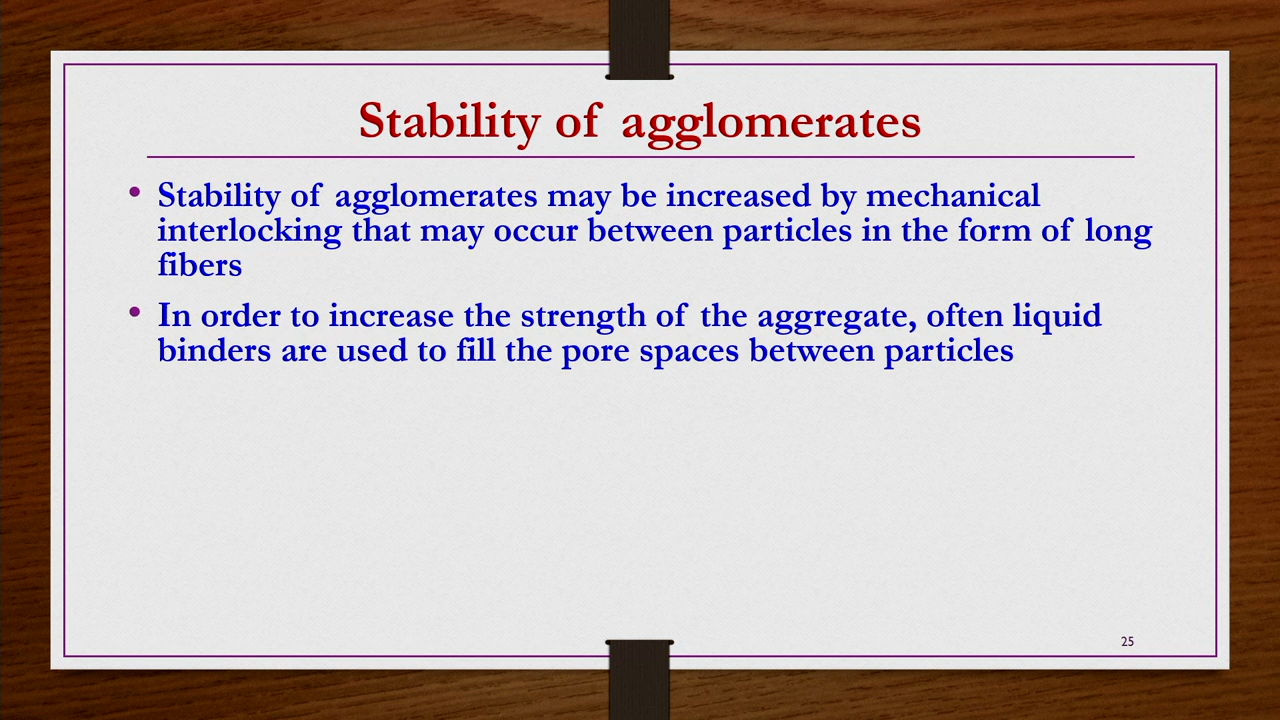 Stability of agglomerates
• Stability of agglomerates may be increased by mechanical
interlocking that may occur between particles in the form of long
fibers
• In order to increase the strength of the aggregate, often liquid
binders are used to fill the pore spaces between particles
25